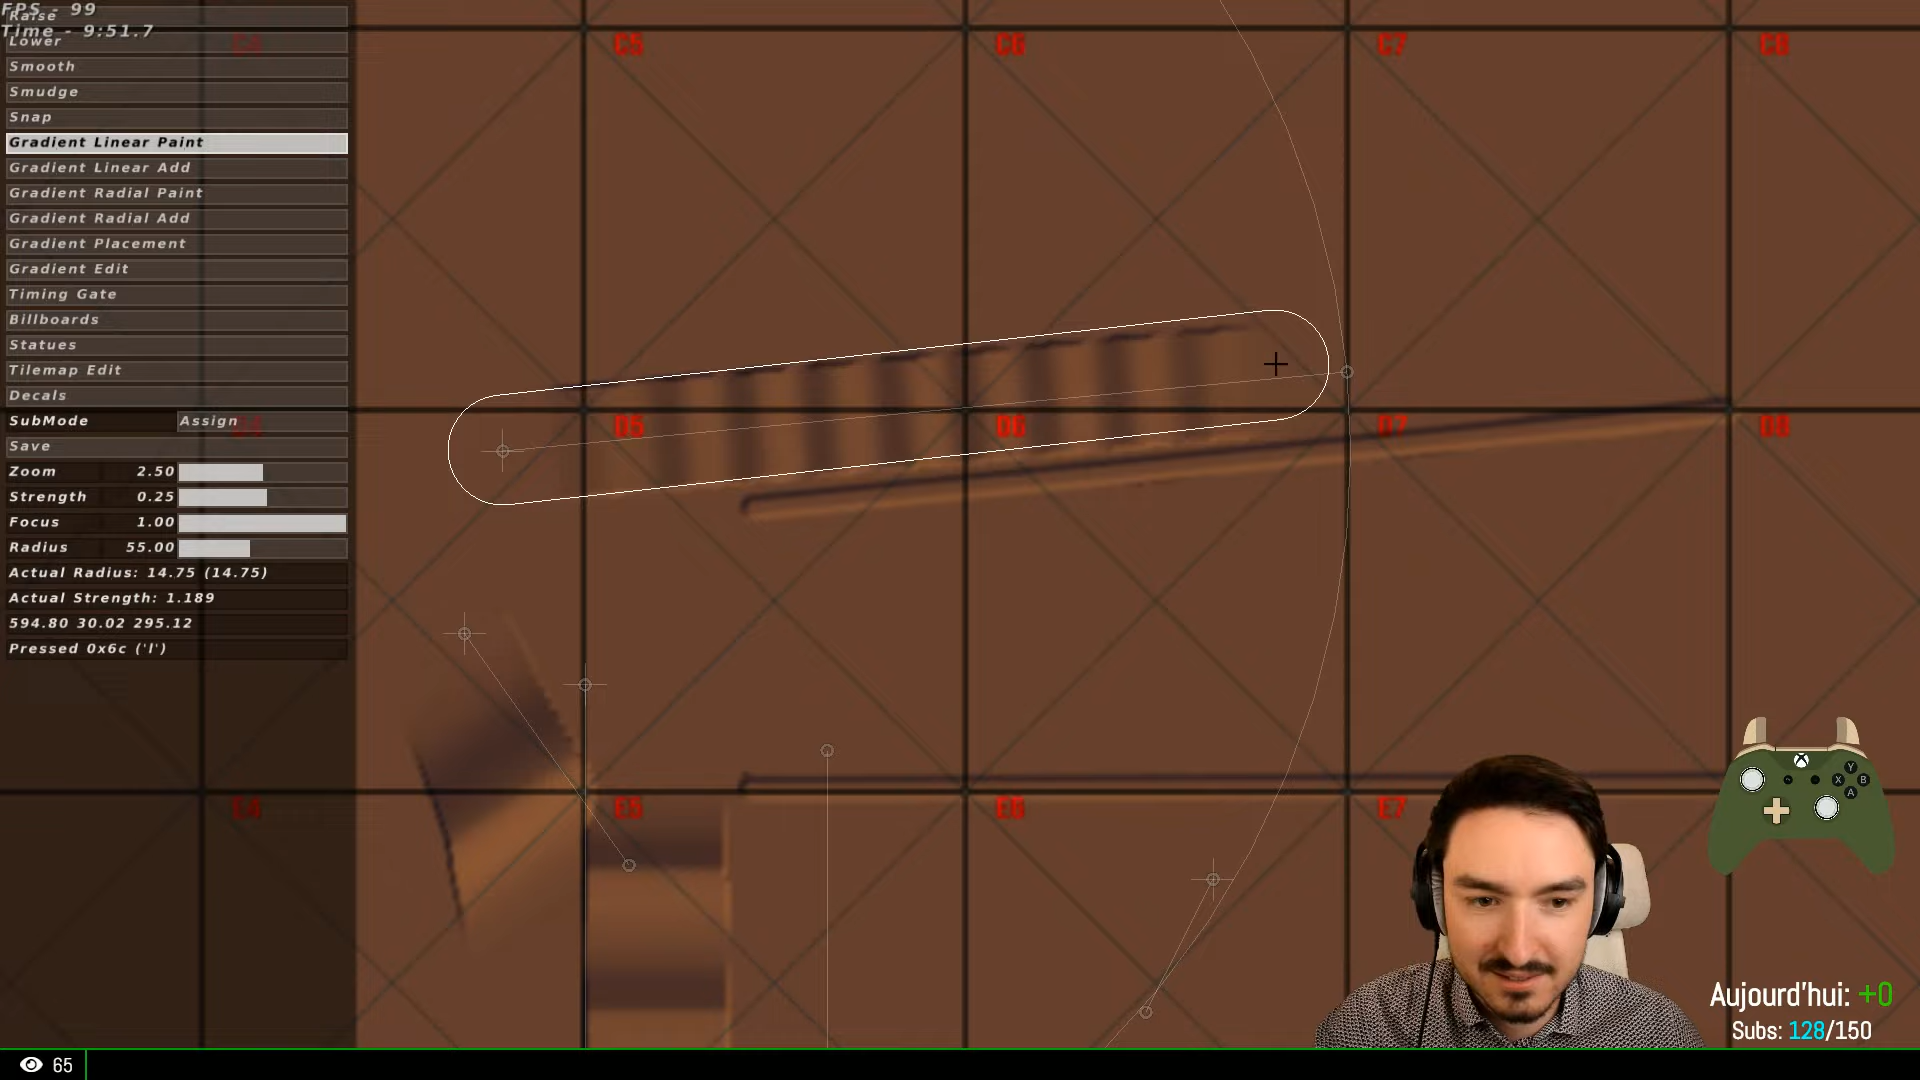 FPS - 99
Raise
Time - 9:51.7
Lower
Smooth
Smudge
Snap
Gradient Linear Paint
Gradient Linear Add
Gradient Radial Paint
Gradient Radial Add
Gradient Placement
Gradient Edit
Timing Gate
Billboards
Statues
Tilemap Edit
Decals
SubMode Assign
Save
Zoom 2.50
Strength 0.25
Focus 1.00
Radius 55.00
Actual Radius: 14.75 (14.75)
Actual Strength: 1.189
594.80 30.02 295.12
Pressed 0x6c ('l')
C4 C5 C6 C7 C8
D4 D5 D6 D7 D8
E4 E5 E6 E7
Y
X B
A
Aujourd'hui: +0
Subs: 128/150
65